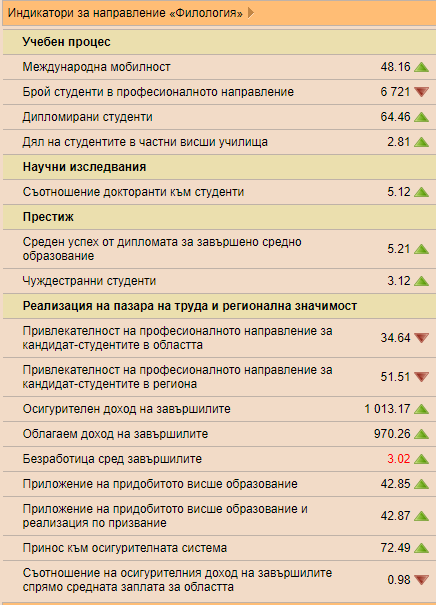 Индикатори за направление «Филология»
Учебен процес
Международна мобилност 48.16
Брой студенти в професионалното направление 6 721
Дипломирани студенти 64.46
Дял на студентите в частни висши училища 2.81
Научни изследвания
Съотношение докторанти към студенти 5.12
Престиж
Среден успех от дипломата за завършено средно
образование 5.21
Чуждестранни студенти 3.12
Реализация на пазара на труда и регионална значимост
Привлекателност на професионалното направление за
кандидат-студентите в областта 34.64
Привлекателност на професионалното направление за
кандидат-студентите в региона 51.51
Осигурителен доход на завършилите 1 013.17
Облагаем доход на завършилите 970.26
Безработица сред завършилите 3.02
Приложение на придобитото висше образование 42.85
Приложение на придобитото висше образование и
реализация по призвание 42.87
Принос към осигурителната система 72.49
Съотношение на осигурителния доход на завършилите
спрямо средната заплата за областта 0.98